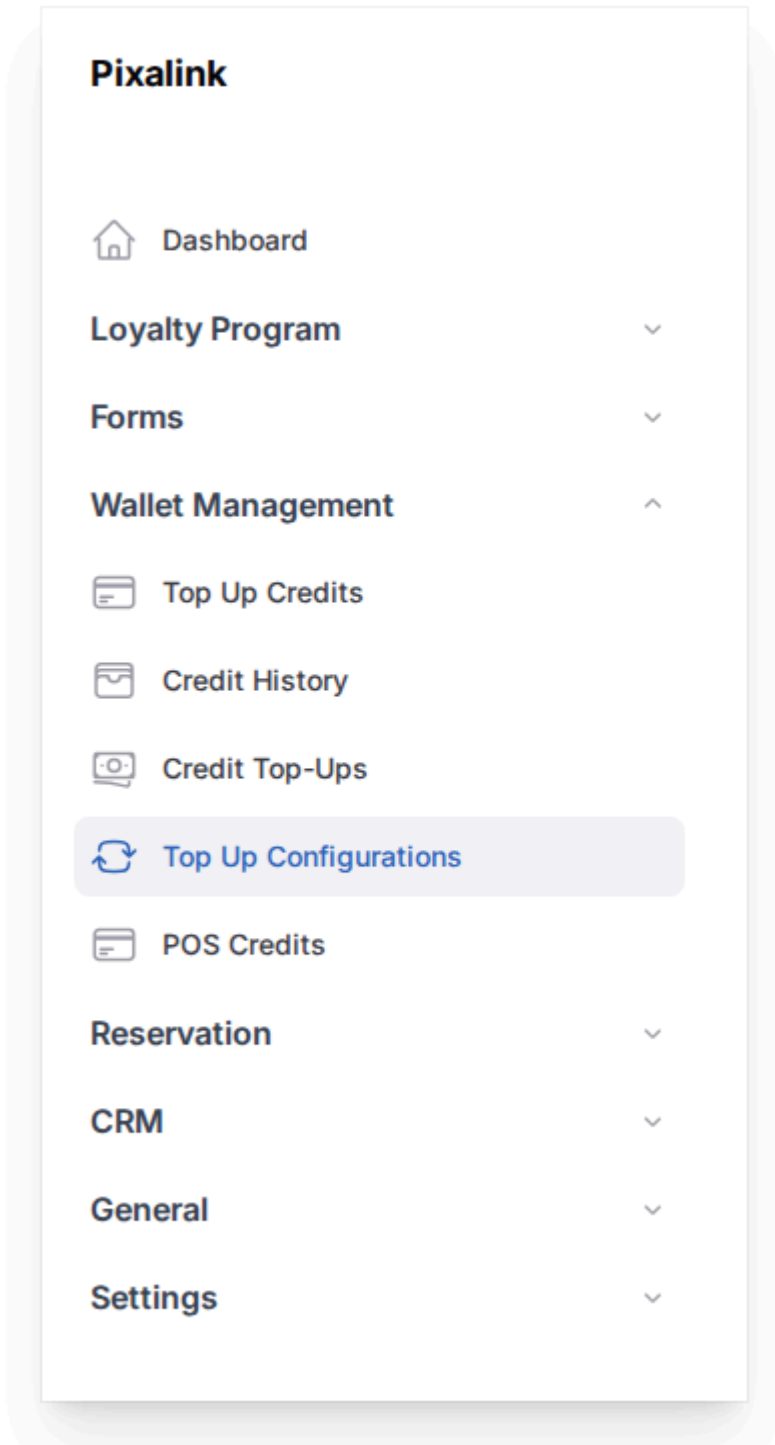 Pixalink
Dashboard
Loyalty Program
Forms
Wallet Management
Top Up Credits
Credit History
Credit Top-Ups
Top Up Configurations
POS Credits
Reservation
CRM
General
Settings